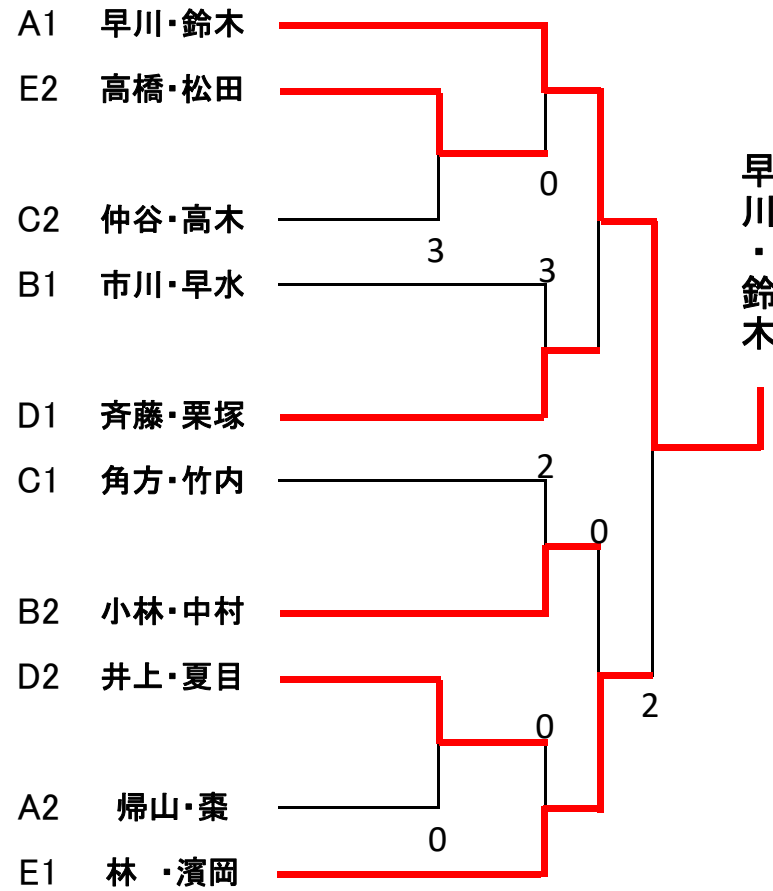 A1 早川・鈴木
E2 高橋・松田
0
C2 仲谷・高木
3
B1 市川・早水
3
D1 斉藤・栗塚
C1 角方・竹内
2
0
B2 小林・中村
D2 井上・夏目
2
0
A2 帰山・棗
0
E1 林 ・濱岡
早川・鈴木